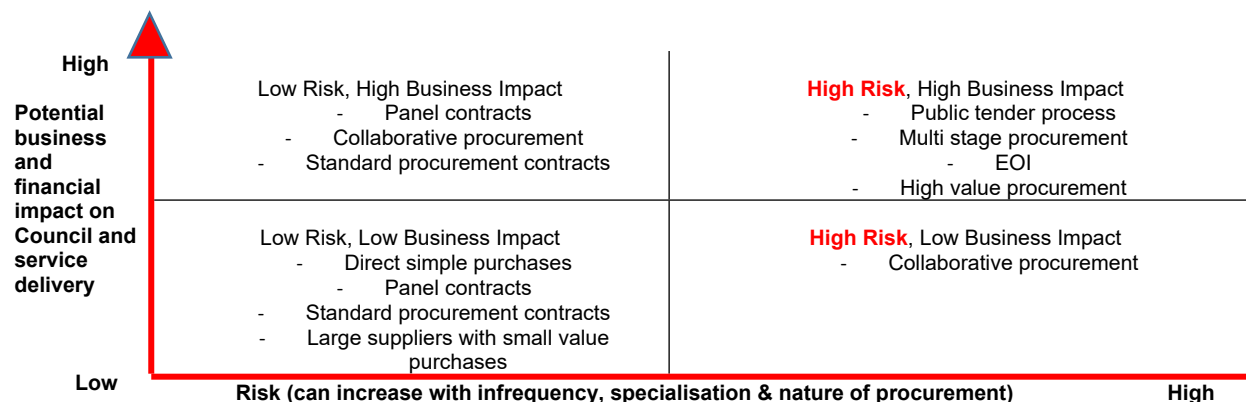 High
Potential
business
and
financial
impact on
Council and
service
delivery
Low
Low Risk, High Business Impact
- Panel contracts
- Collaborative procurement
- Standard procurement contracts
High Risk, High Business Impact
- Public tender process
- Multi stage procurement
- EOI
- High value procurement
Low Risk, Low Business Impact
- Direct simple purchases
- Panel contracts
- Standard procurement contracts
- Large suppliers with small value
purchases
High Risk, Low Business Impact
- Collaborative procurement
Risk (can increase with infrequency, specialisation & nature of procurement)
High